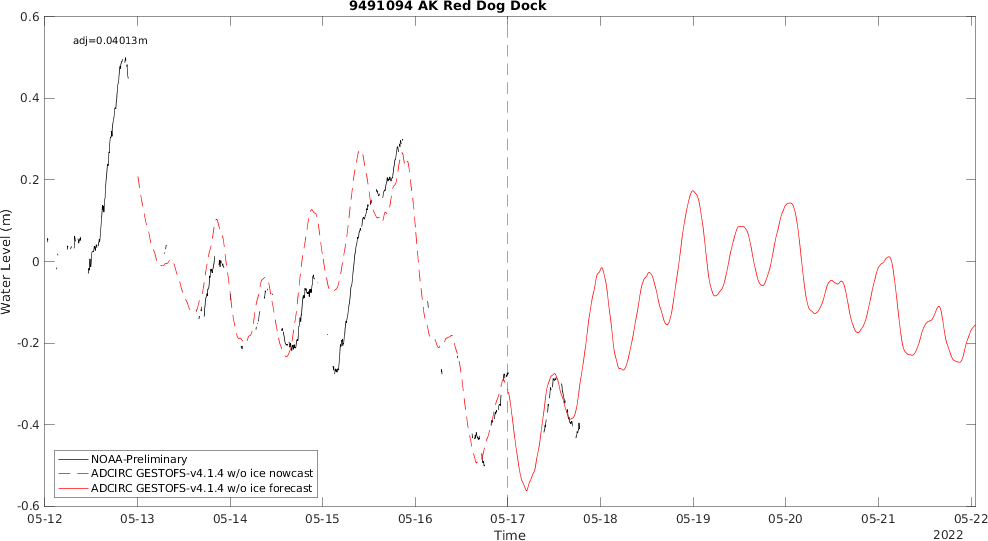 9491094 AK Red Dog Dock
adj=0.04013m
0.6
0.4
0.2
0
-0.2
-0.4
-0.6
Water Level (m)
NOAA-Preliminary
ADCIRC GESTOFS-v4.1.4 w/o ice nowcast
ADCIRC GESTOFS-v4.1.4 w/o ice forecast
05-12 05-13 05-14 05-15 05-16 05-17 05-18 05-19 05-20 05-21 05-22
Time
2022